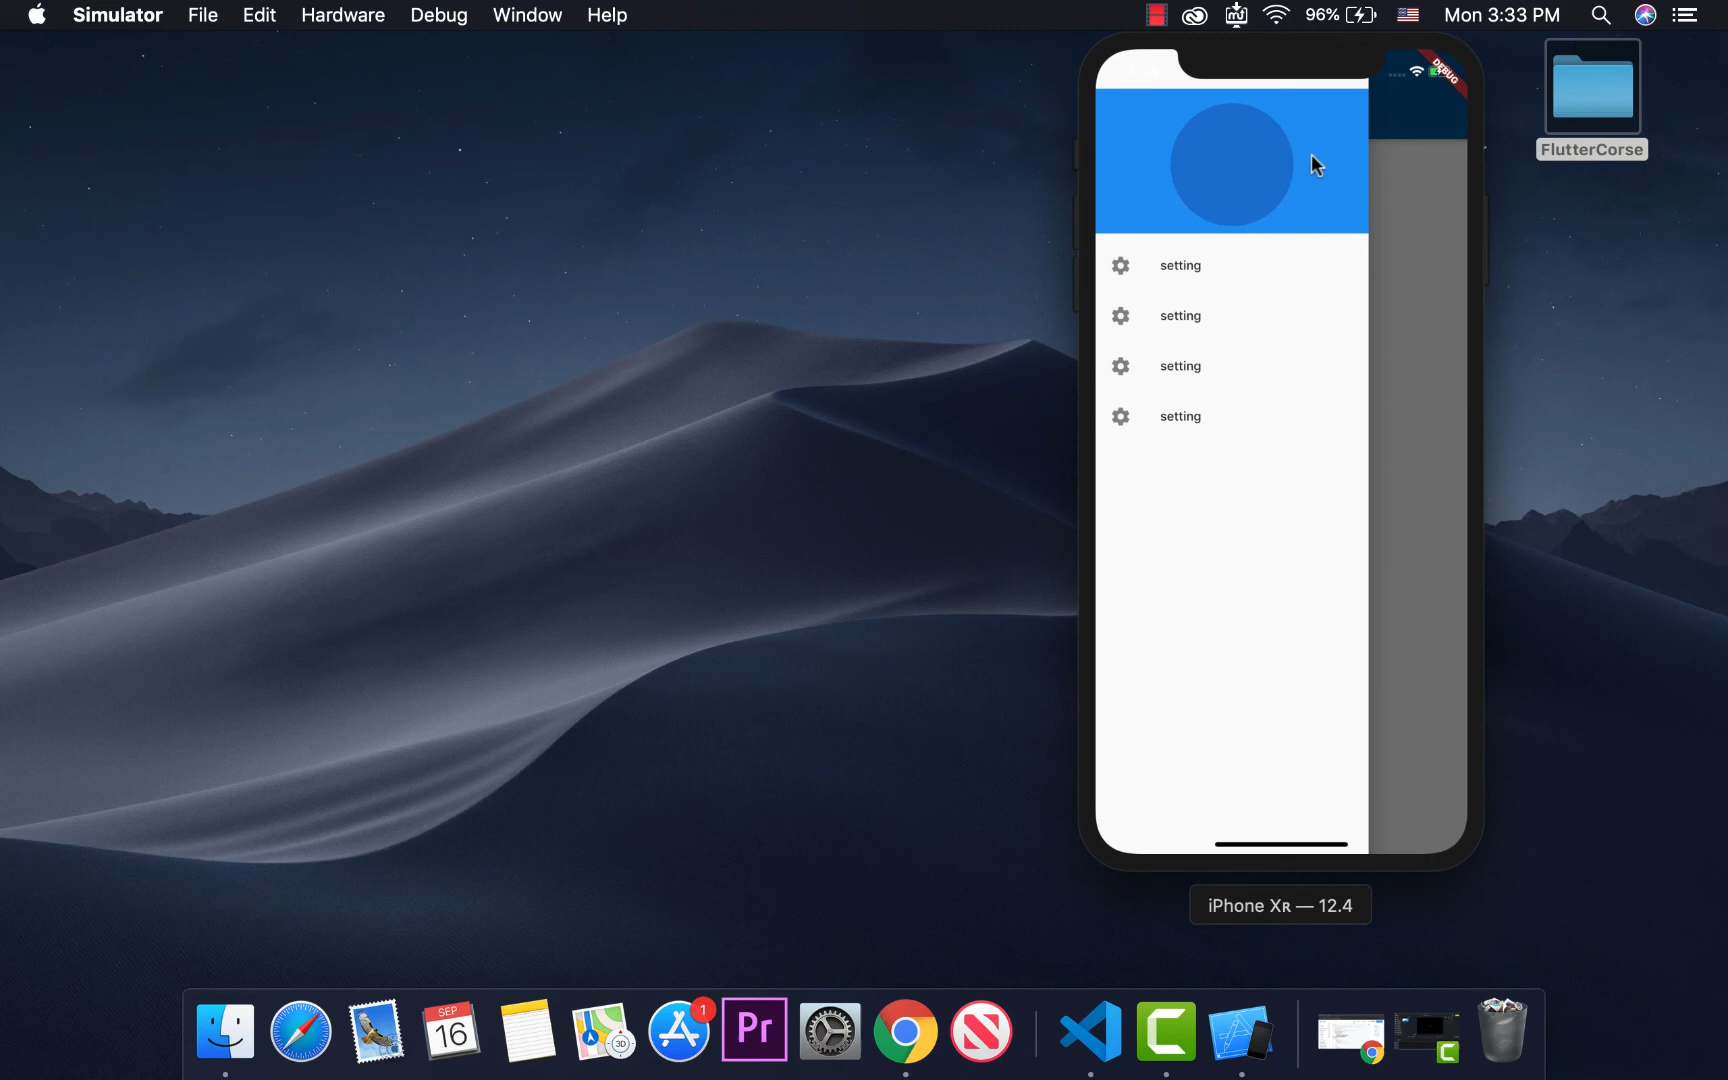 Simulator File Edit Hardware Debug Window Help 96% Mon 3:33 PM
DEBUG
FlutterCorse
setting
setting
setting
setting
iPhone XR — 12.4
SEP
16
3D
1
Pr